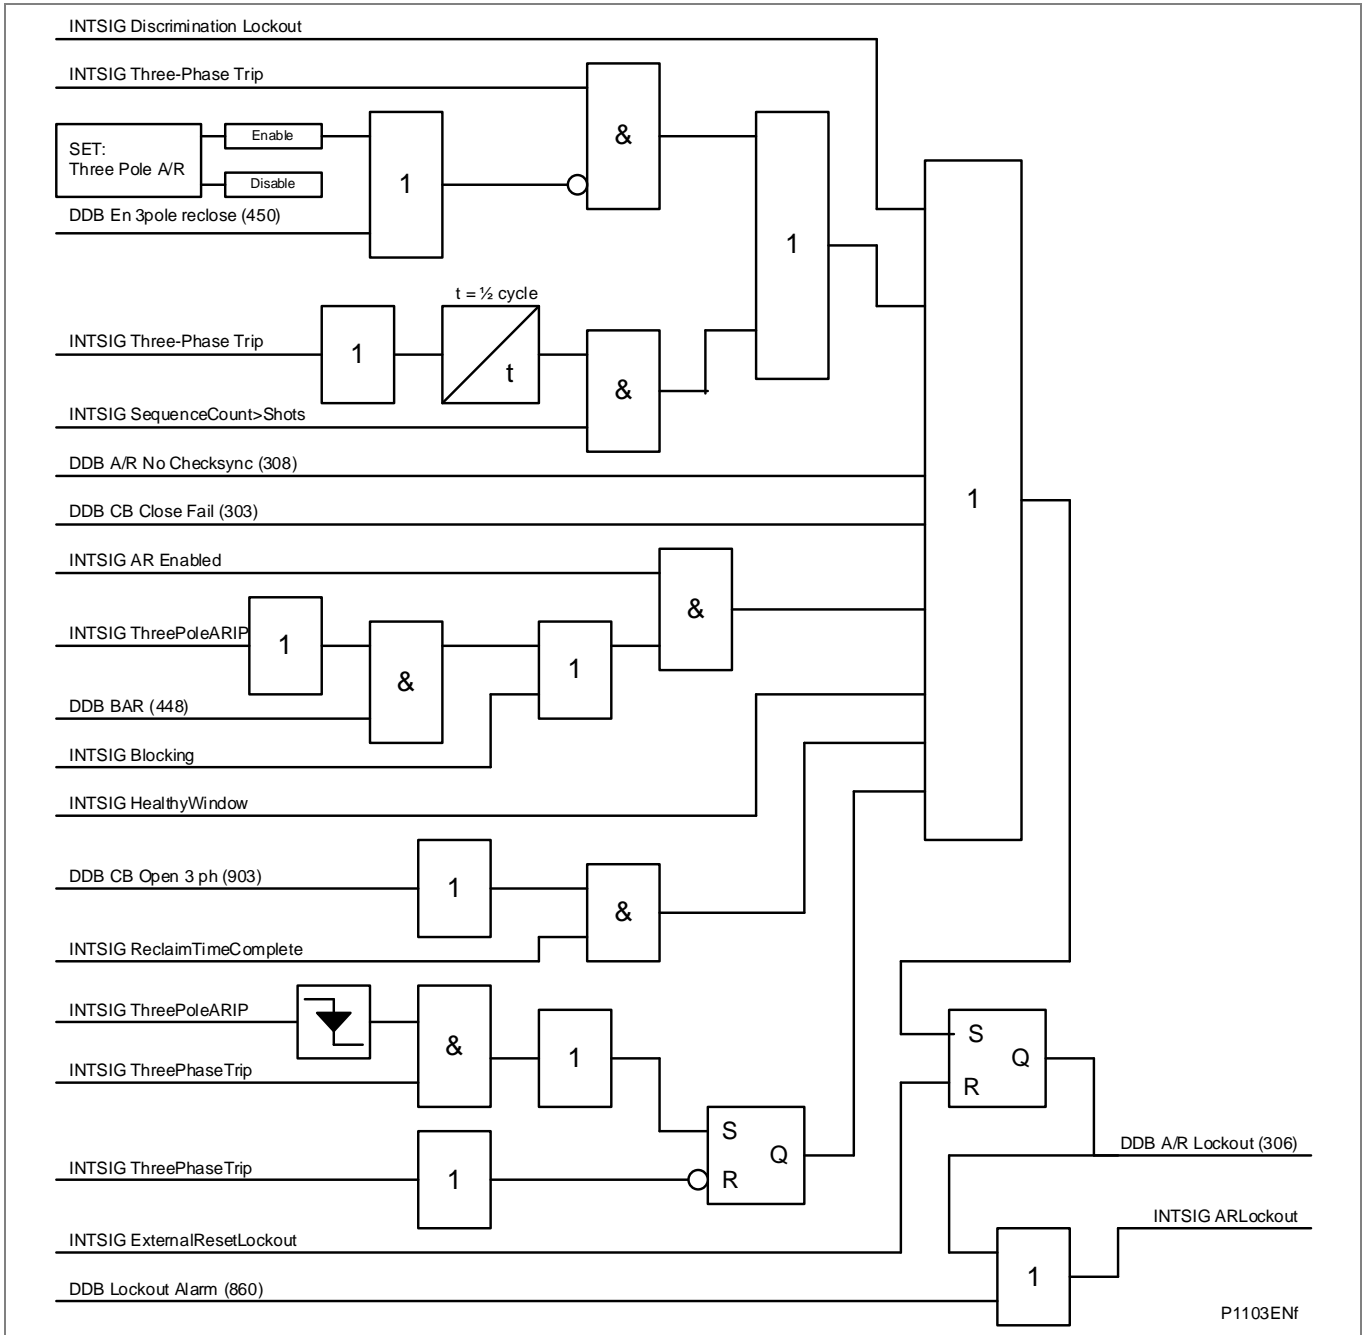 INTSIG Discrimination Lockout
INTSIG Three-Phase Trip
&
SET:
Three Pole A/R
Enable
Disable
1
1
DDB En 3pole reclose (450)
t = ½ cycle
INTSIG Three-Phase Trip
1
t
&
INTSIG SequenceCount>Shots
DDB A/R No Checksync (308)
1
DDB CB Close Fail (303)
INTSIG AR Enabled
&
INTSIG ThreePoleARIP
1
&
1
DDB BAR (448)
INTSIG Blocking
INTSIG HealthyWindow
DDB CB Open 3 ph (903)
1
&
INTSIG ReclaimTimeComplete
INTSIG ThreePoleARIP
&
1
S
Q
R
INTSIG ThreePhaseTrip
S
Q
R
INTSIG ThreePhaseTrip
1
DDB A/R Lockout (306)
INTSIG ARLockout
INTSIG ExternalResetLockout
1
DDB Lockout Alarm (860)
P1103ENf